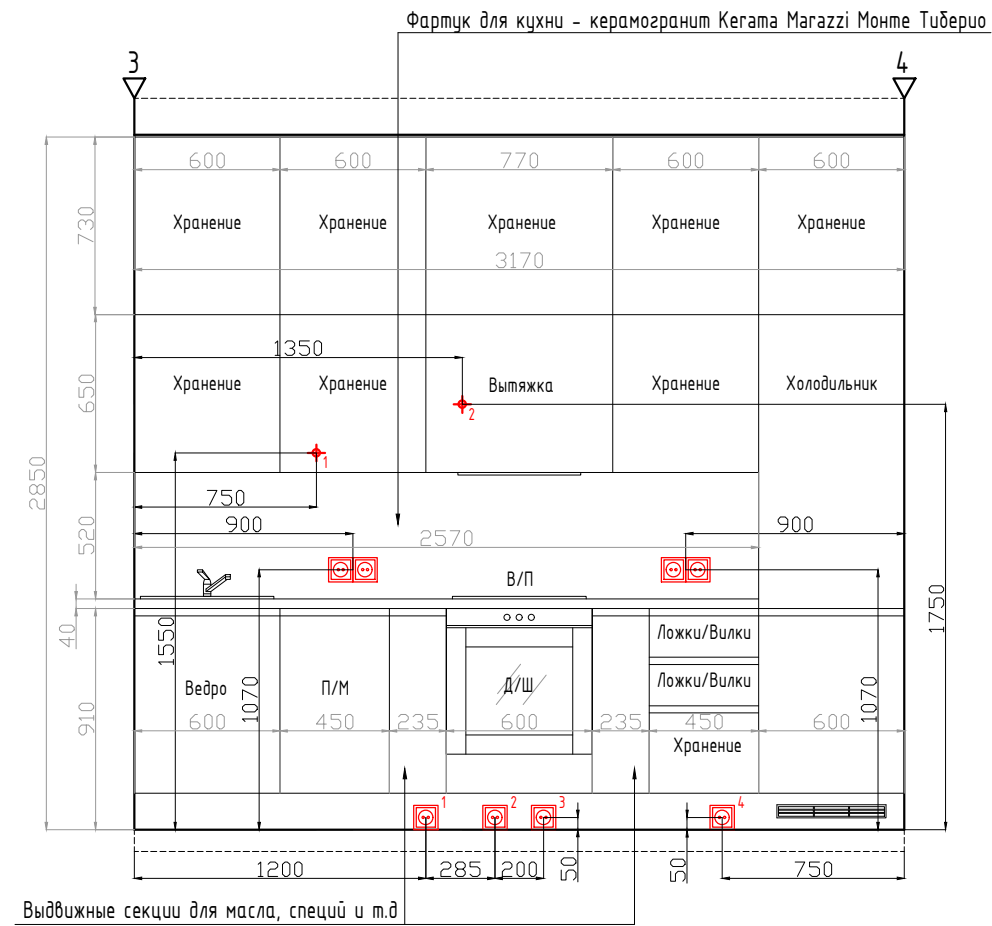 Фартук для кухни - керамогранит Kerama Marazzi Монте Тиберио
3
4
600
600
770
600
600
Хранение
Хранение
Хранение
Хранение
Хранение
730
3170
1350
Хранение
Хранение
Вытяжка
Хранение
Холодильник
650
2
1
2850
750
900
900
520
2570
В/П
1750
40
1550
1070
1070
Ложки/Вилки
Ведро
П/М
Д/Ш
Ложки/Вилки
910
600
450
235
600
235
450
600
Хранение
1
2
3
4
1200
285
200
50
50
750
Выдвижные секции для масла, специй и т.д